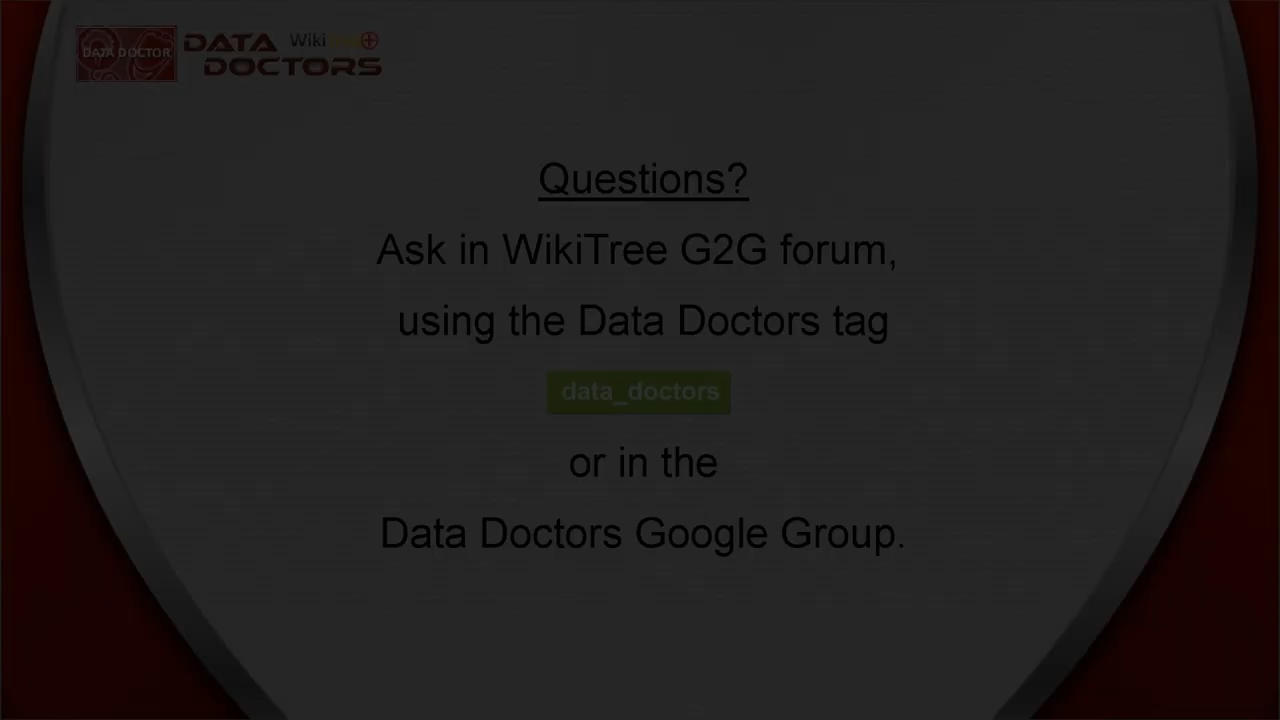 DATA DOCTOR
DATA
DOCTORS
Wiki
Questions?
Ask in WikiTree G2G forum,
using the Data Doctors tag
data_doctors
or in the
Data Doctors Google Group.